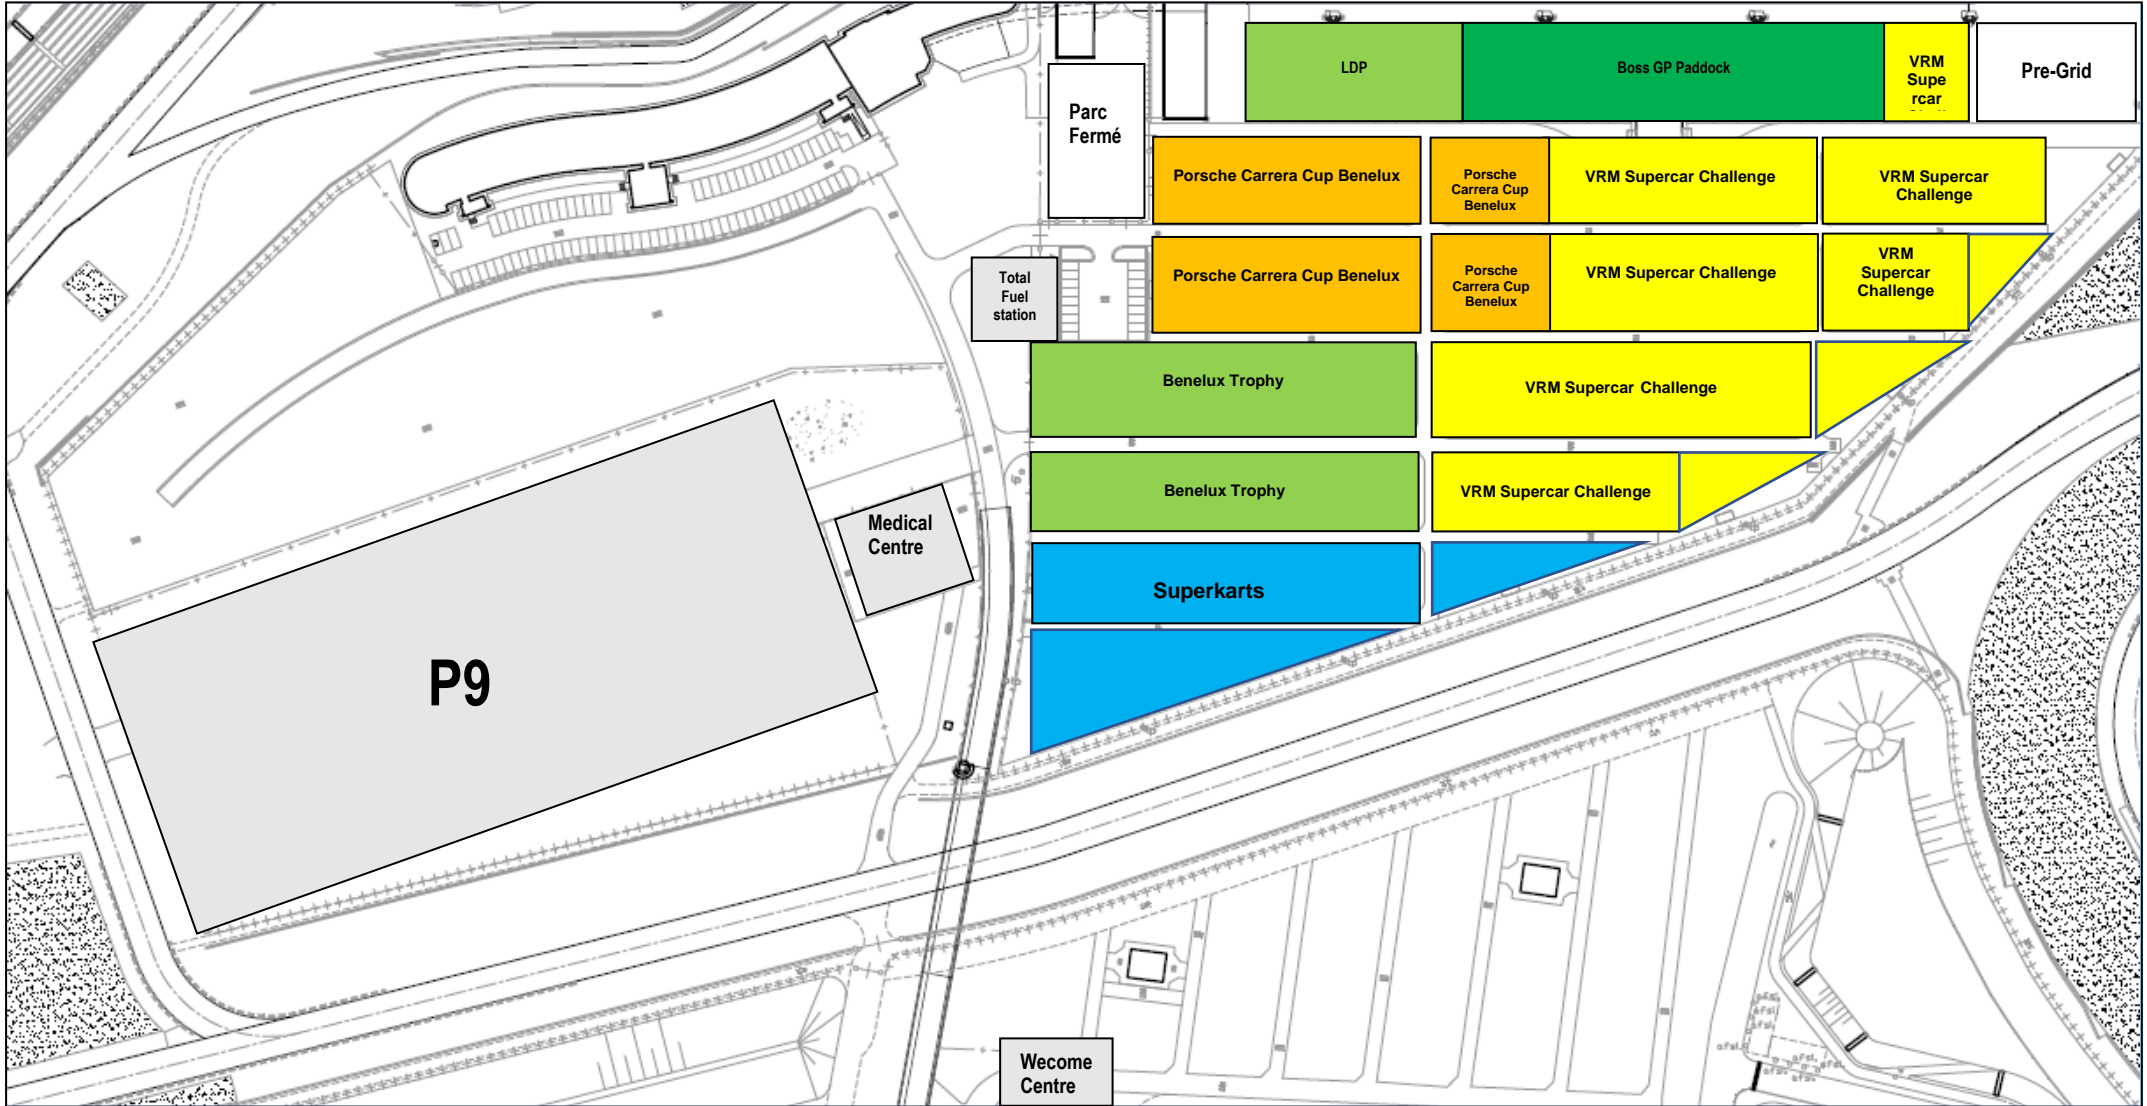 LDP
Boss GP Paddock
VRM
Supe
rcar
Pre-Grid
Parc
Fermé
Porsche Carrera Cup Benelux
Porsche
Carrera Cup
Benelux
VRM Supercar Challenge
VRM Supercar
Challenge
Total
Fuel
station
Porsche Carrera Cup Benelux
Porsche
Carrera Cup
Benelux
VRM Supercar Challenge
VRM
Supercar
Challenge
Benelux Trophy
VRM Supercar Challenge
Benelux Trophy
VRM Supercar Challenge
Medical
Centre
Superkarts
P9
Wecome
Centre